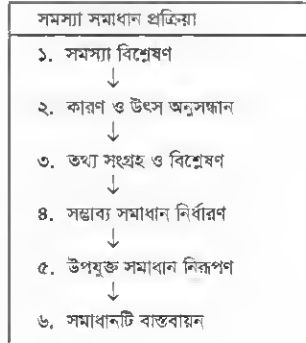 সমস্যা সমাধান প্রক্রিয়া
১. সমস্যা বিশ্লেষণ
↓
২. কারণ ও উৎস অনুসন্ধান
↓
৩. তথ্য সংগ্রহ ও বিশ্লেষণ
↓
৪. সম্ভাব্য সমাধান নির্ধারণ
↓
৫. উপযুক্ত সমাধান নিরূপণ
↓
৬. সমাধানটি বাস্তবায়ন